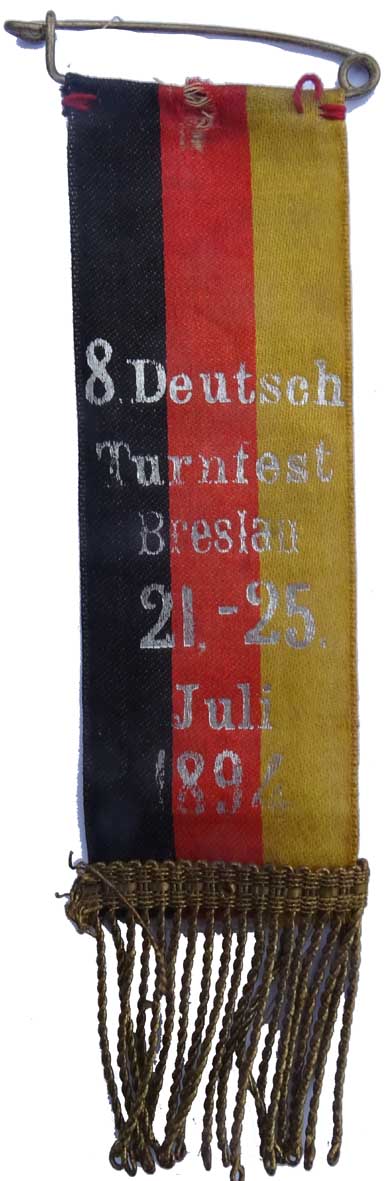 8. Deutsch
Turnfest
Breslau
21.-25.
Juli
1894